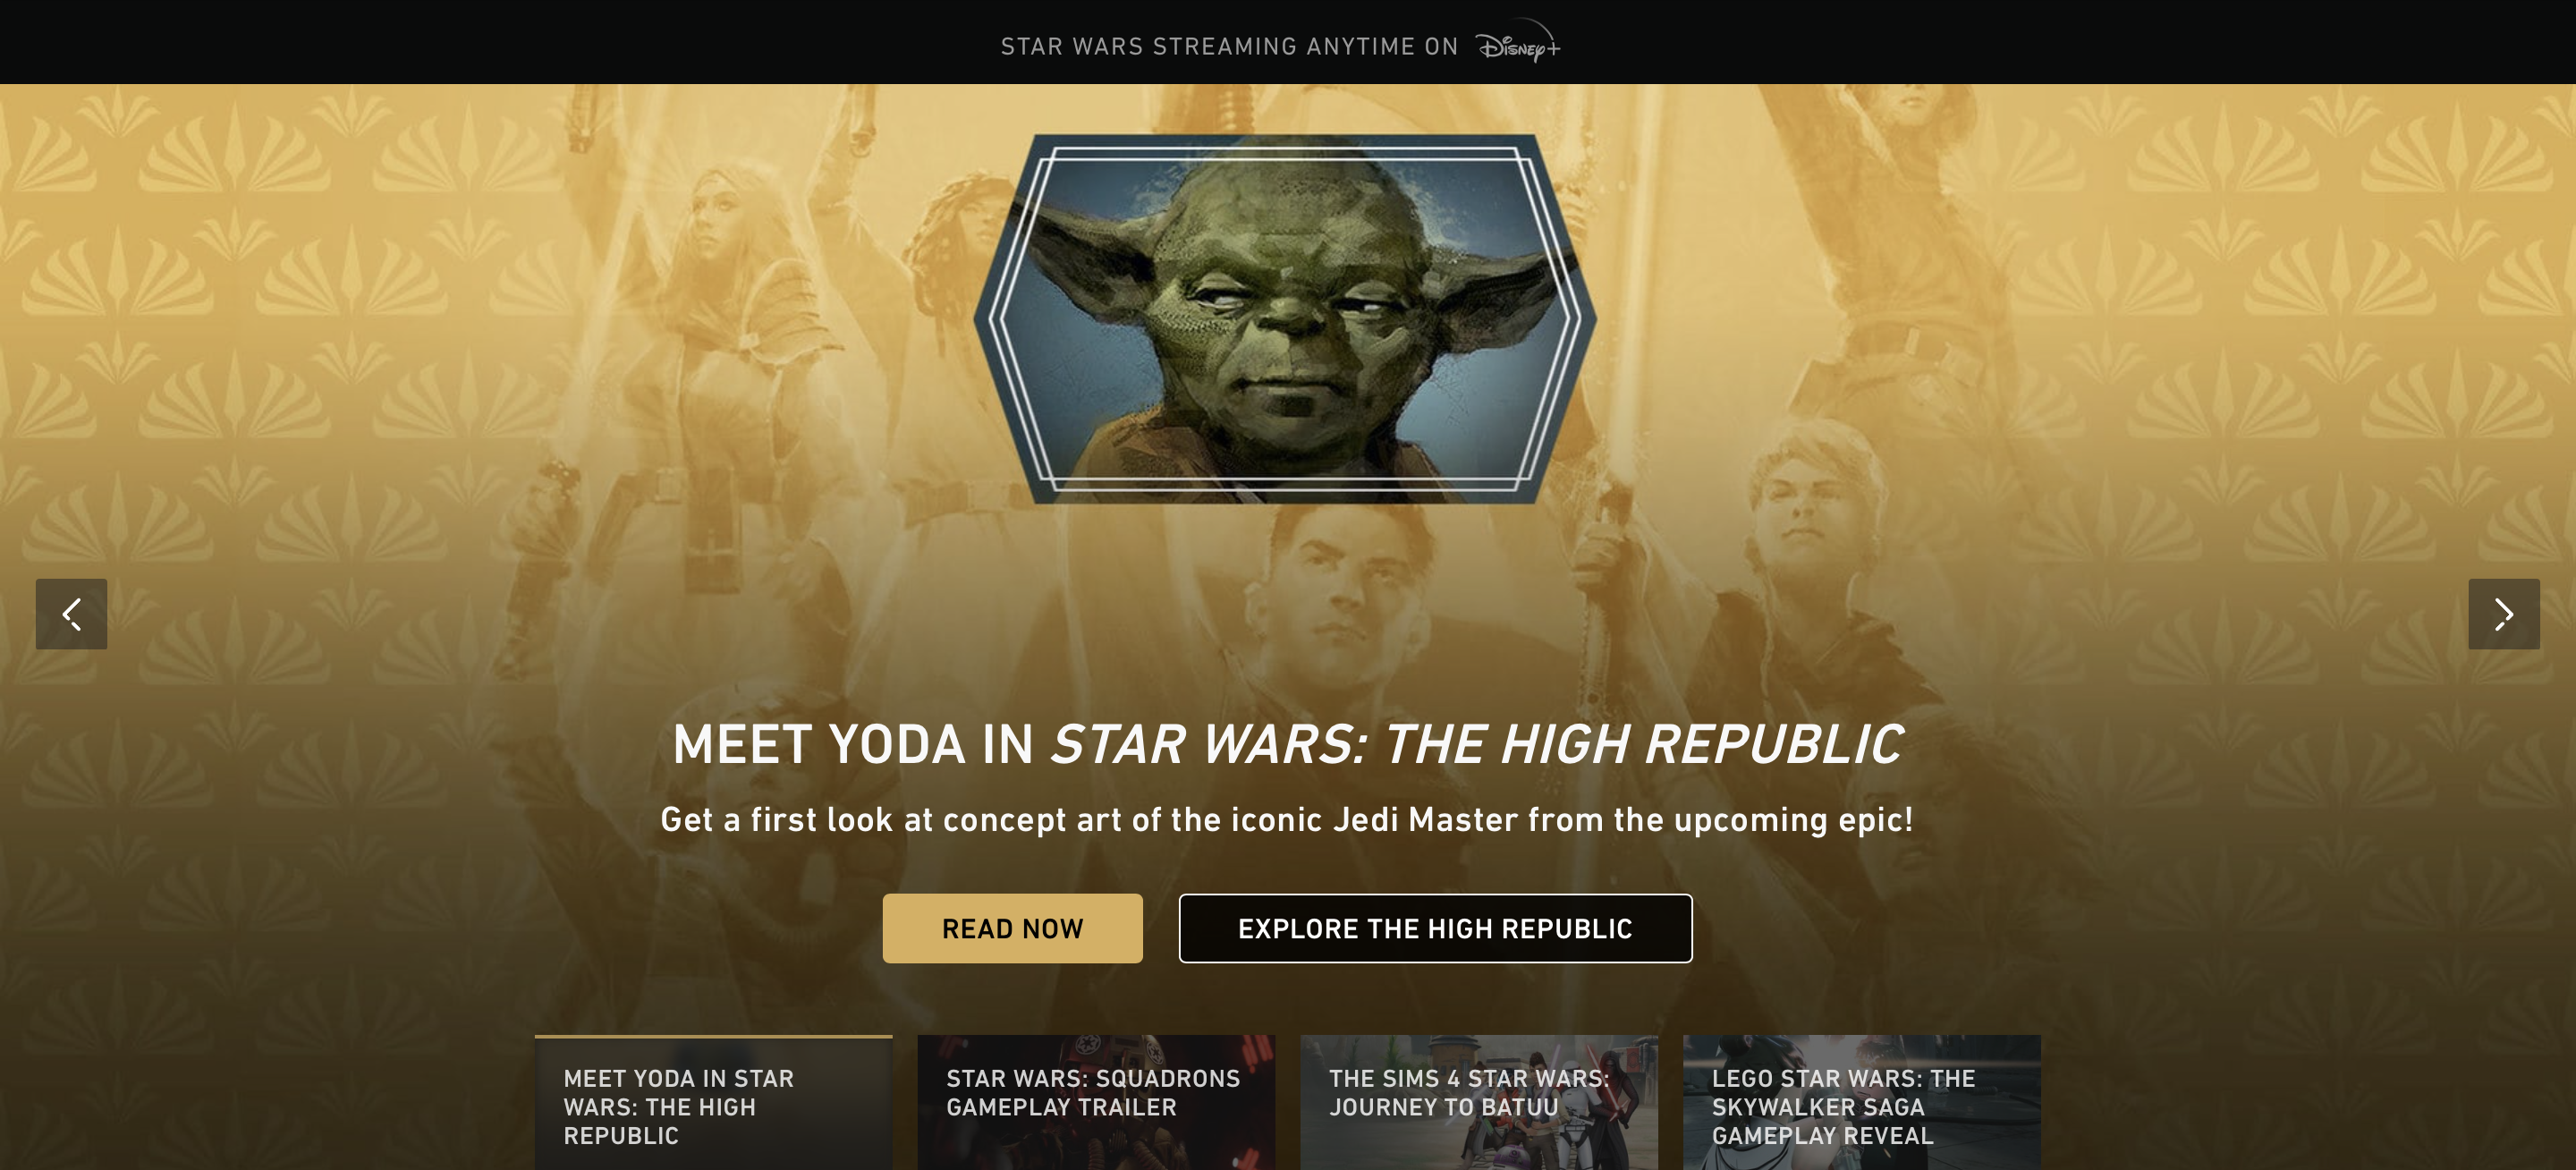 STAR WARS STREAMING ANYTIME ON Disney+
MEET YODA IN STAR WARS: THE HIGH REPUBLIC
Get a first look at concept art of the iconic Jedi Master from the upcoming epic!
READ NOW
EXPLORE THE HIGH REPUBLIC
MEET YODA IN STAR
WARS: THE HIGH
REPUBLIC
STAR WARS: SQUADRONS
GAMEPLAY TRAILER
THE SIMS 4 STAR WARS:
JOURNEY TO BATUU
LEGO STAR WARS: THE
SKYWALKER SAGA
GAMEPLAY REVEAL